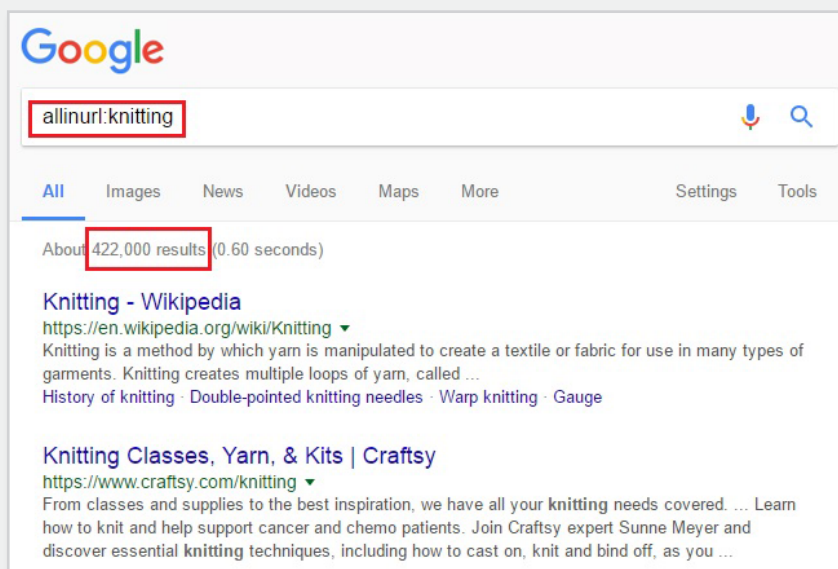 Google
allinurl:knitting
All Images News Videos Maps More Settings Tools
About 422,000 results (0.60 seconds)
Knitting - Wikipedia
https://en.wikipedia.org/wiki/Knitting
Knitting is a method by which yarn is manipulated to create a textile or fabric for use in many types of
garments. Knitting creates multiple loops of yarn, called ...
History of knitting · Double-pointed knitting needles · Warp knitting · Gauge
Knitting Classes, Yarn, & Kits | Craftsy
https://www.craftsy.com/knitting
From classes and supplies to the best inspiration, we have all your knitting needs covered. ... Learn
how to knit and help support cancer and chemo patients. Join Craftsy expert Sunne Meyer and
discover essential knitting techniques, including how to cast on, knit and bind off, as you ...